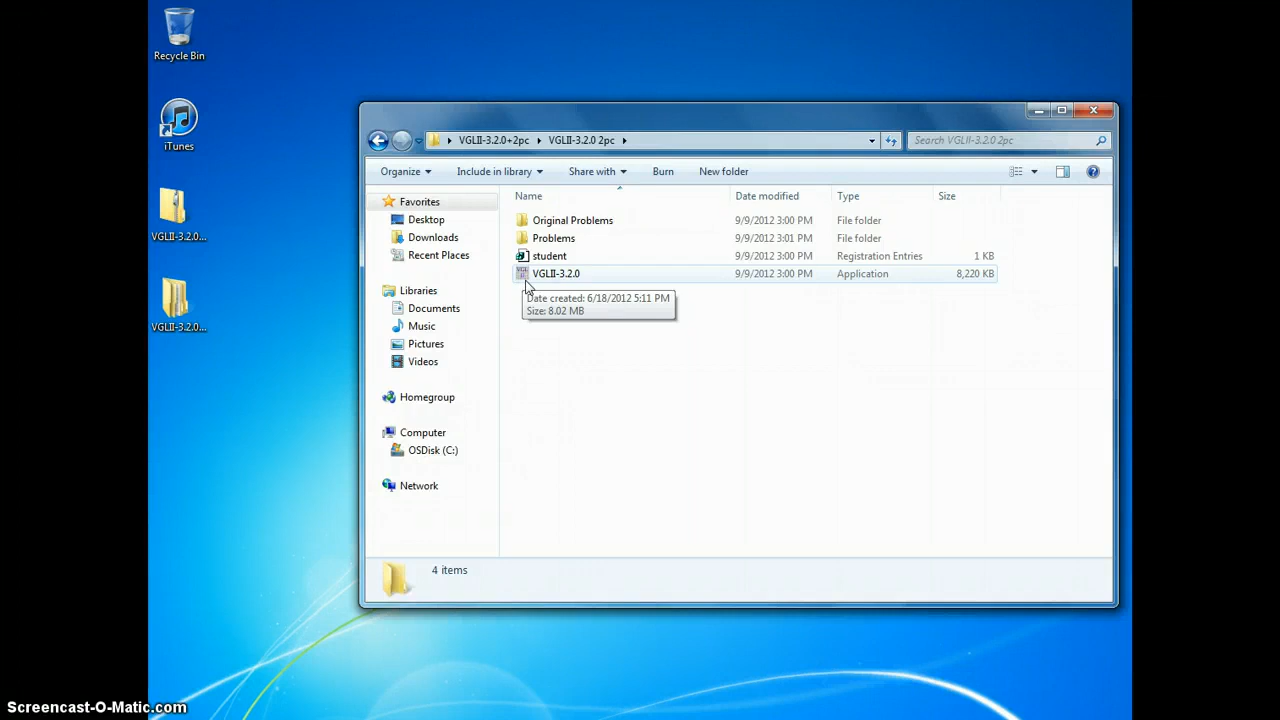 Recycle Bin
iTunes
VGLII-3.2.0...
VGLII-3.2.0...
VGLII-3.2.0+2pc VGLII-3.2.0 2pc
Search VGLII-3.2.0 2pc
Organize Include in library Share with Burn New folder
Name Date modified Type Size
Original Problems 9/9/2012 3:00 PM File folder
Problems 9/9/2012 3:01 PM File folder
student 9/9/2012 3:00 PM Registration Entries 1 KB
VGLII-3.2.0 9/9/2012 3:00 PM Application 8,220 KB
Date created: 6/18/2012 5:11 PM
Size: 8.02 MB
Favorites
Desktop
Downloads
Recent Places
Libraries
Documents
Music
Pictures
Videos
Homegroup
Computer
OSDisk (C:)
Network
4 items
Screencast-O-Matic.com